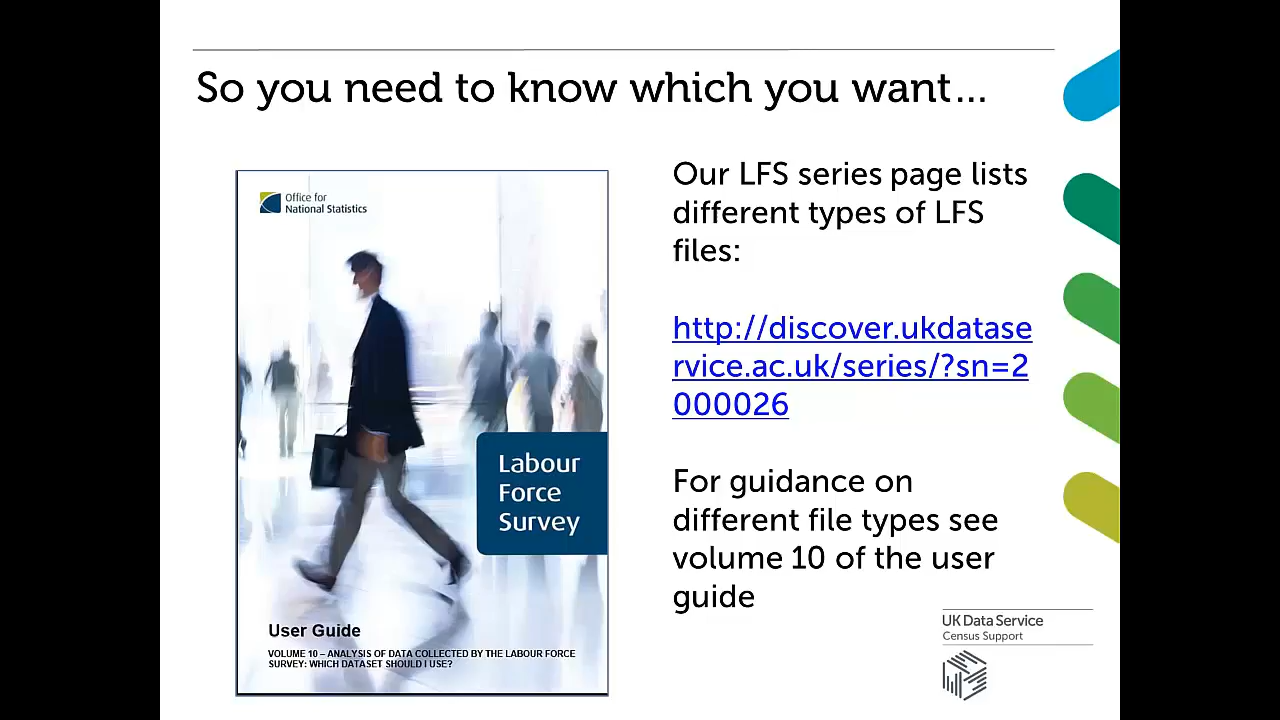 So you need to know which you want...
Office for
National Statistics
Labour
Force
Survey
User Guide
VOLUME 10 – ANALYSIS OF DATA COLLECTED BY THE LABOUR FORCE
SURVEY: WHICH DATASET SHOULD I USE?
Our LFS series page lists
different types of LFS
files:
http://discover.ukdatase
rvice.ac.uk/series/?sn=2
000026
For guidance on
different file types see
volume 10 of the user
guide
UK Data Service
Census Support